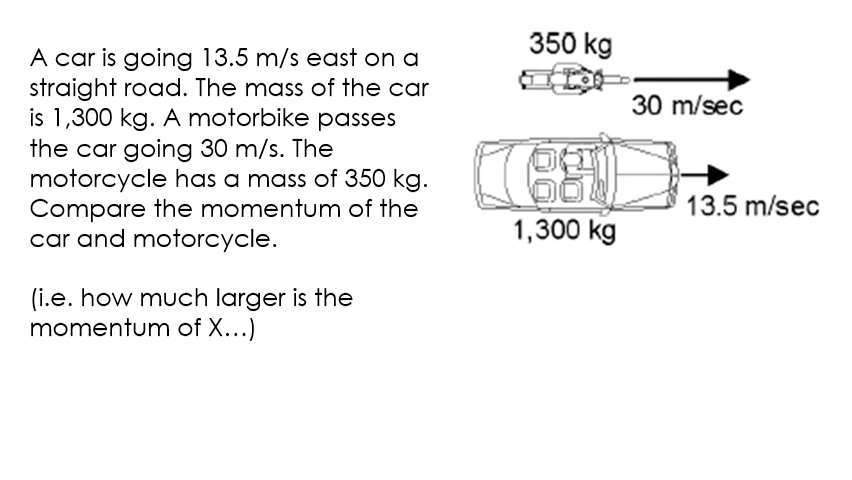 A car is going 13.5 m/s east on a
straight road. The mass of the car
is 1,300 kg. A motorbike passes
the car going 30 m/s. The
motorcycle has a mass of 350 kg.
Compare the momentum of the
car and motorcycle.
(i.e. how much larger is the
momentum of X…)
350 kg
30 m/sec
13.5 m/sec
1,300 kg